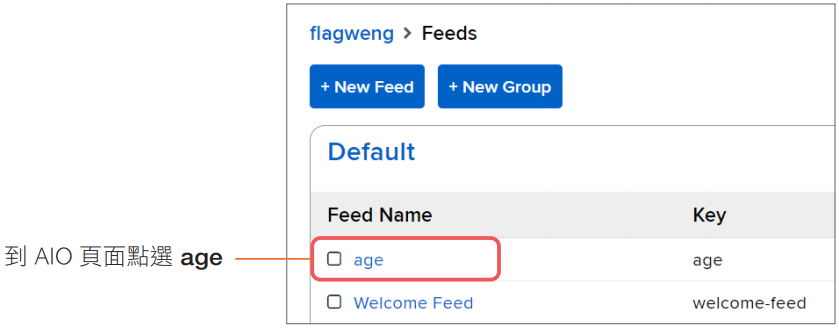 flagweng > Feeds
+ New Feed + New Group
Default
Feed Name Key
到 AIO 頁面點選 age
age age
Welcome Feed welcome-feed